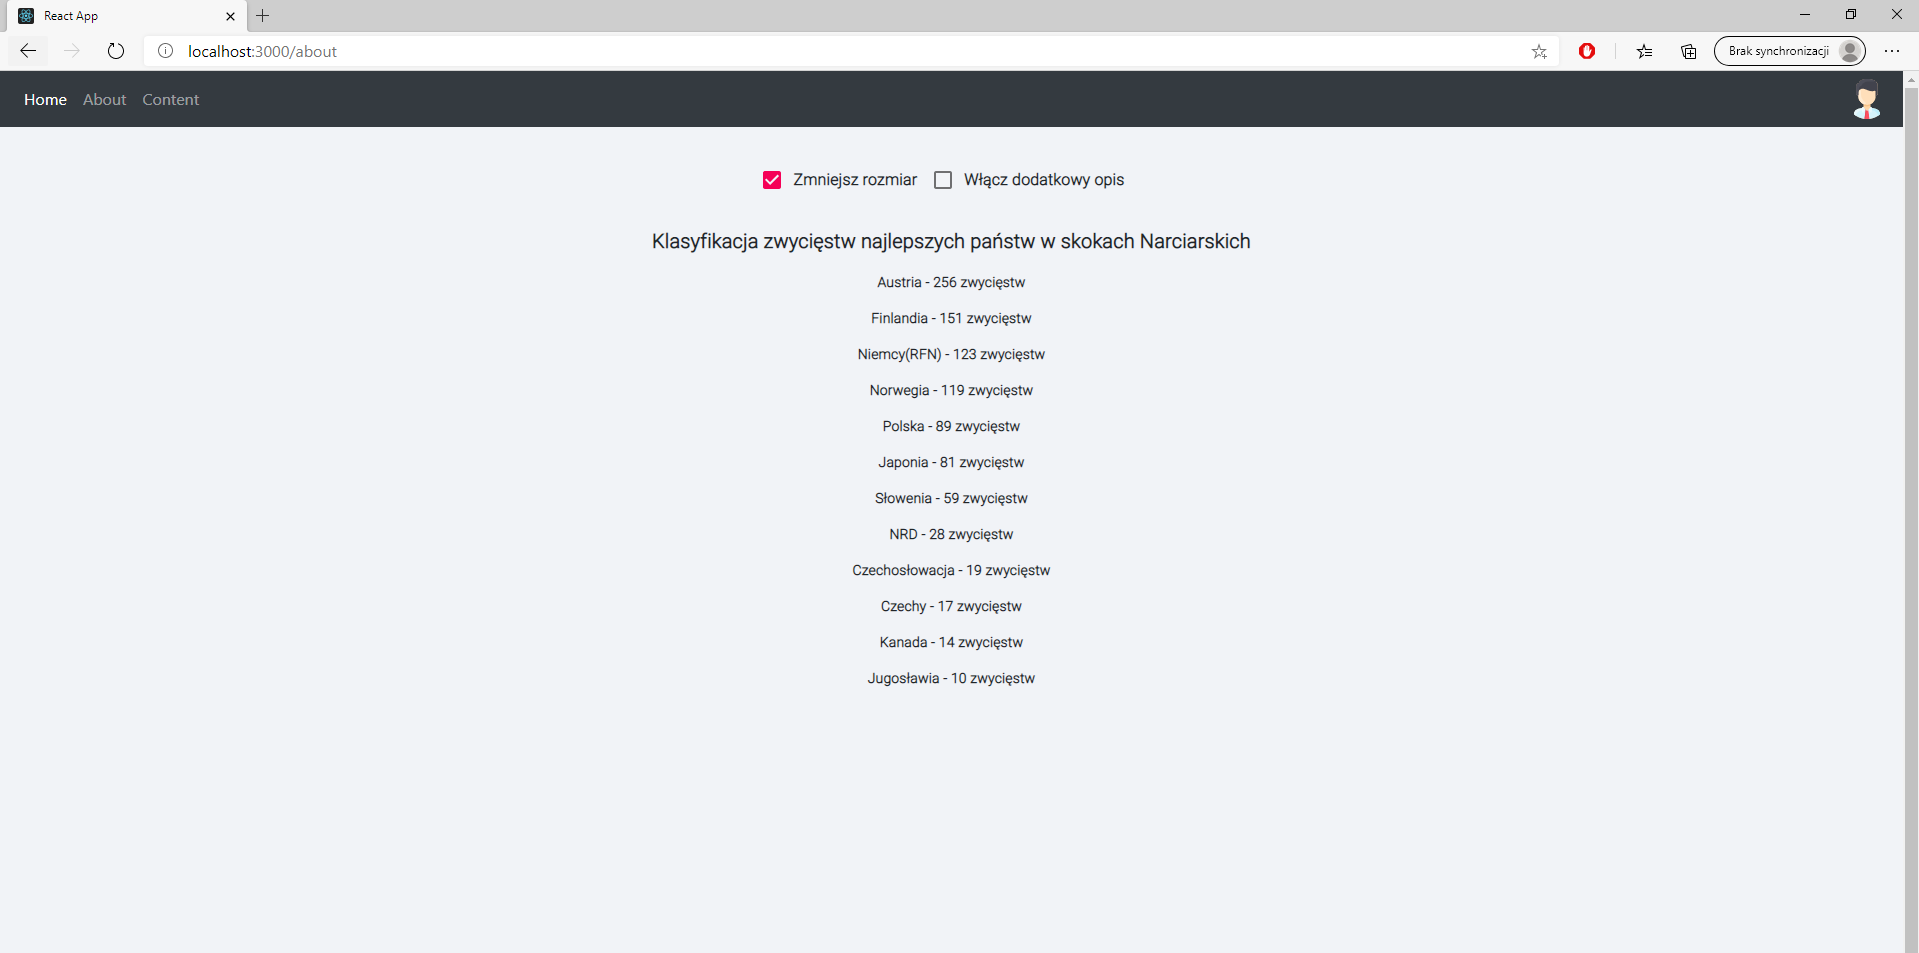 React App
localhost:3000/about
Brak synchronizacji
Home About Content
Zmniejsz rozmiar Włącz dodatkowy opis
Klasyfikacja zwycięstw najlepszych państw w skokach Narciarskich
Austria - 256 zwycięstw
Finlandia - 151 zwycięstw
Niemcy(RFN) - 123 zwycięstw
Norwegia - 119 zwycięstw
Polska - 89 zwycięstw
Japonia - 81 zwycięstw
Słowenia - 59 zwycięstw
NRD - 28 zwycięstw
Czechosłowacja - 19 zwycięstw
Czechy - 17 zwycięstw
Kanada - 14 zwycięstw
Jugosławia - 10 zwycięstw